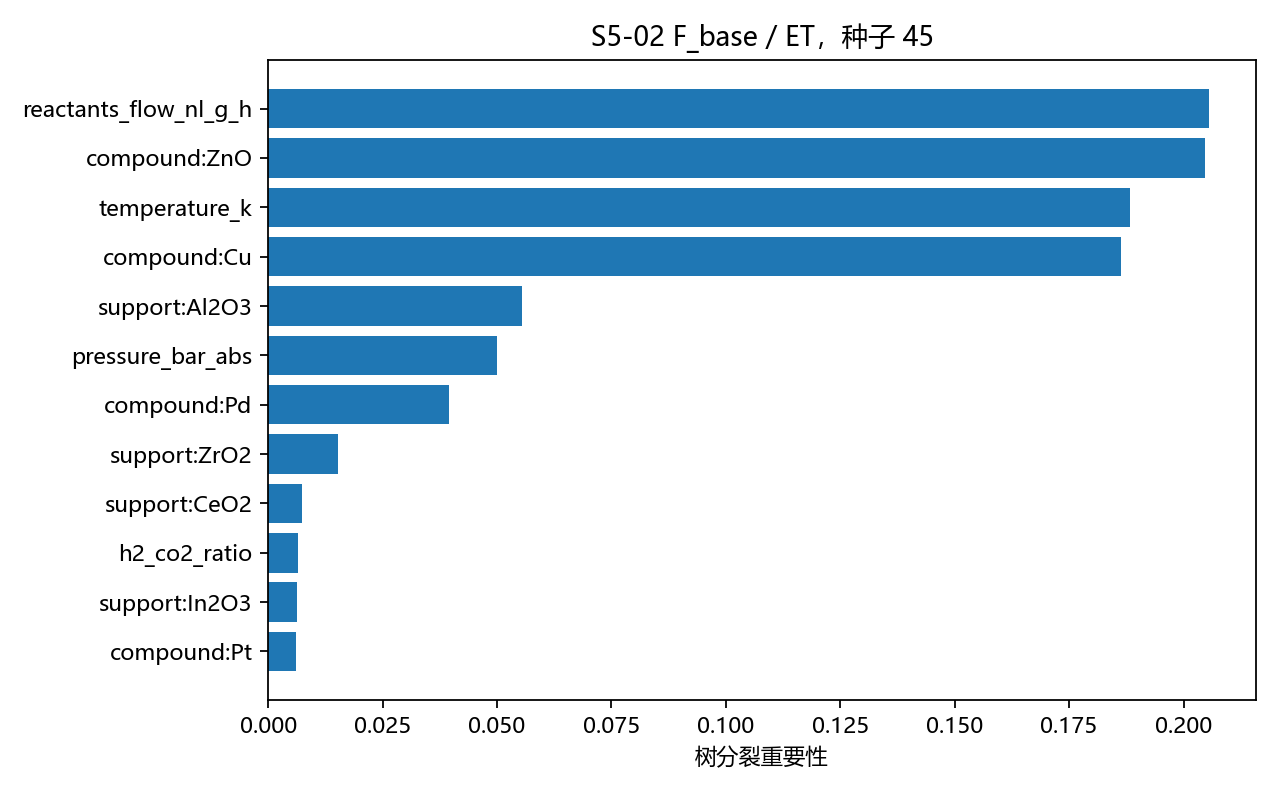 S5-02 F_base / ET，种子 45
reactants_flow_nl_g_h
compound:ZnO
temperature_k
compound:Cu
support:Al2O3
pressure_bar_abs
compound:Pd
support:ZrO2
support:CeO2
h2_co2_ratio
support:In2O3
compound:Pt
0.000 0.025 0.050 0.075 0.100 0.125 0.150 0.175 0.200
树分裂重要性